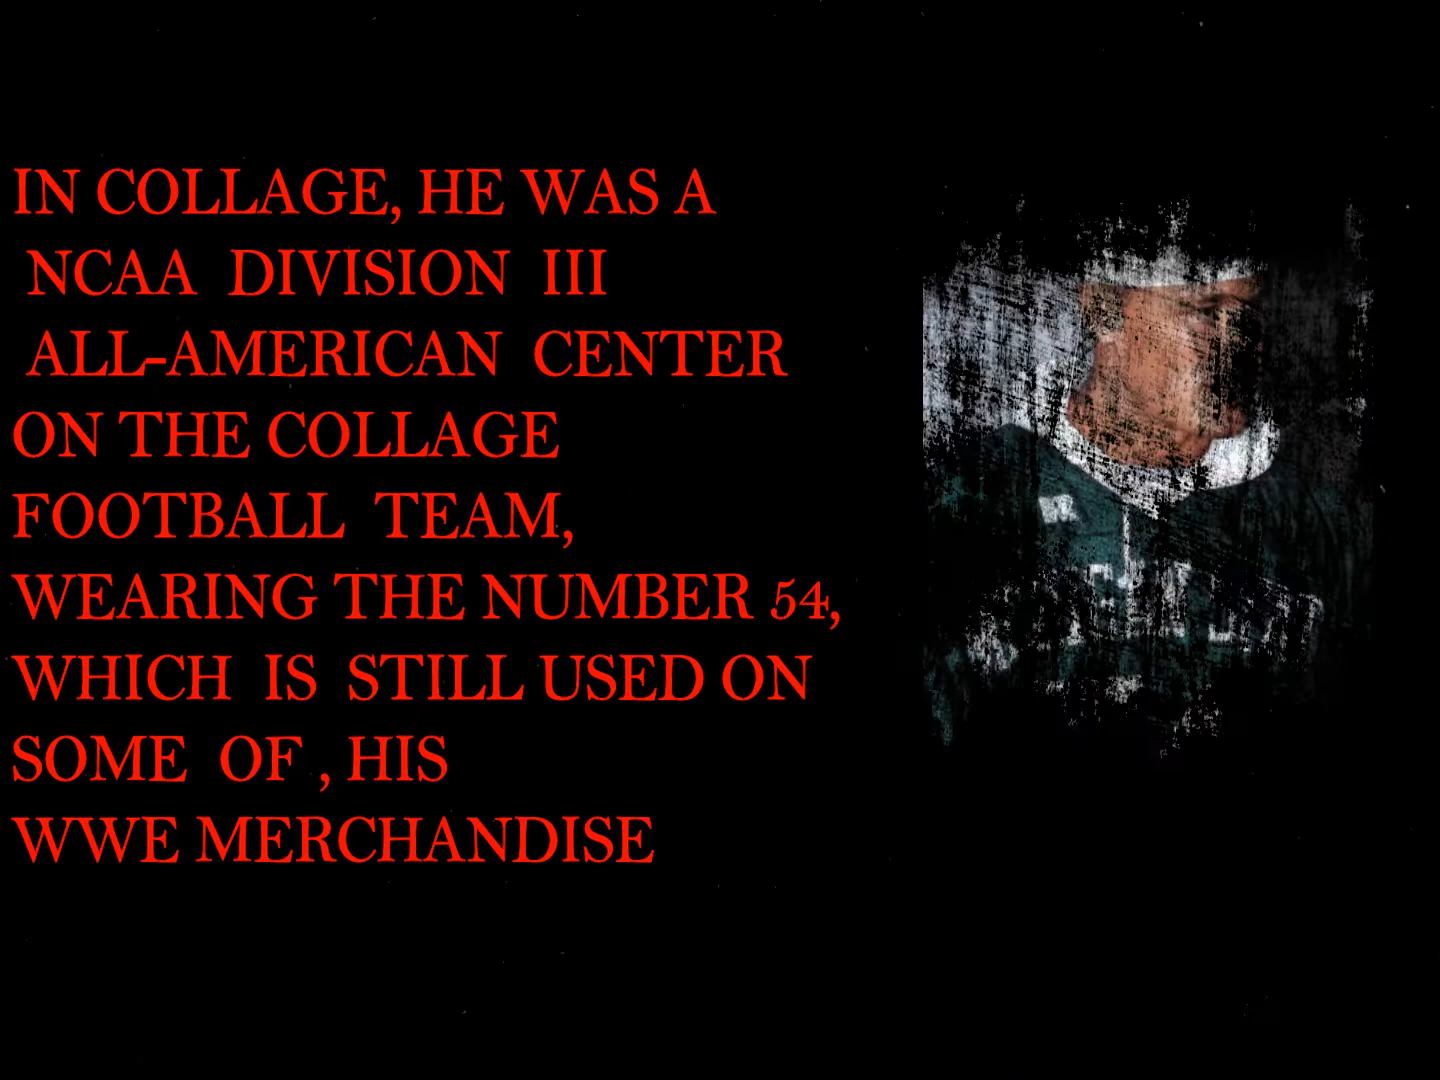 IN COLLAGE, HE WAS A
NCAA DIVISION III
ALL-AMERICAN CENTER
ON THE COLLAGE
FOOTBALL TEAM,
WEARING THE NUMBER 54,
WHICH IS STILL USED ON
SOME OF , HIS
WWE MERCHANDISE